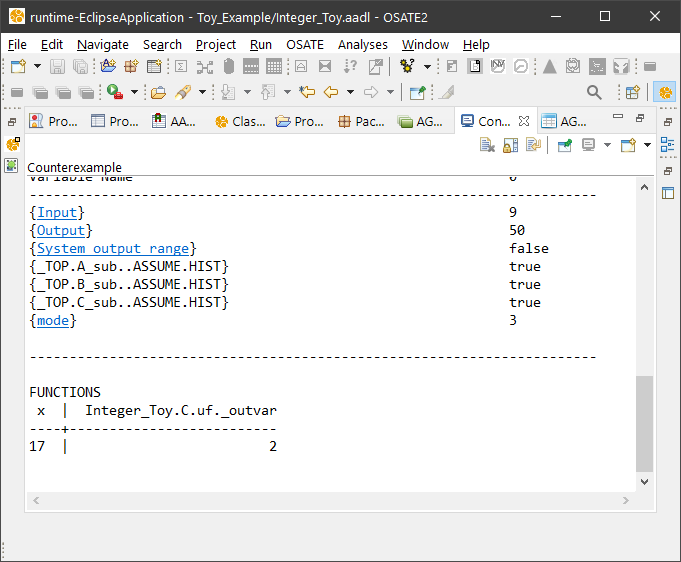 runtime-EclipseApplication - Toy_Example/Integer_Toy.aadl - OSATE2
File Edit Navigate Search Project Run OSATE Analyses Window Help
Pro... Pro... AA... Clas... Pro... Pac... AG... Con... AG...
Counterexample
Variable Name 0
--------------------------------------------------------------------
{Input} 9
{Output} 50
{System output range} false
{_TOP.A_sub..ASSUME.HIST} true
{_TOP.B_sub..ASSUME.HIST} true
{_TOP.C_sub..ASSUME.HIST} true
{mode} 3
--------------------------------------------------------------------
FUNCTIONS
x | Integer_Toy.C.uf._outvar
----+--------------------------
17 | 2